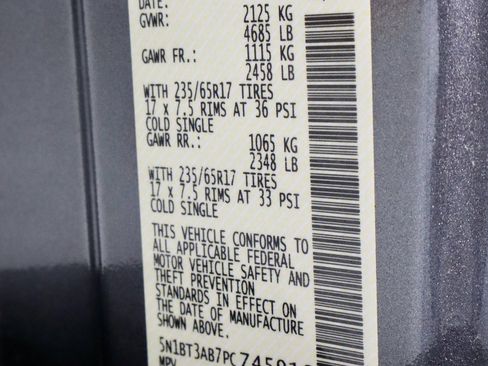 DATE:
GVWR: 2125 KG
4685 LB
GAWR FR.: 1115 KG
2458 LB
WITH 235/65R17 TIRES
17 x 7.5 RIMS AT 36 PSI
COLD SINGLE
GAWR RR.: 1065 KG
2348 LB
WITH 235/65R17 TIRES
17 x 7.5 RIMS AT 33 PSI
COLD SINGLE
THIS VEHICLE CONFORMS TO
ALL APPLICABLE FEDERAL
MOTOR VEHICLE SAFETY AND
THEFT PREVENTION
STANDARDS IN EFFECT ON
THE DATE OF MANUFACTURE
SHOWN ABOVE.
MPV